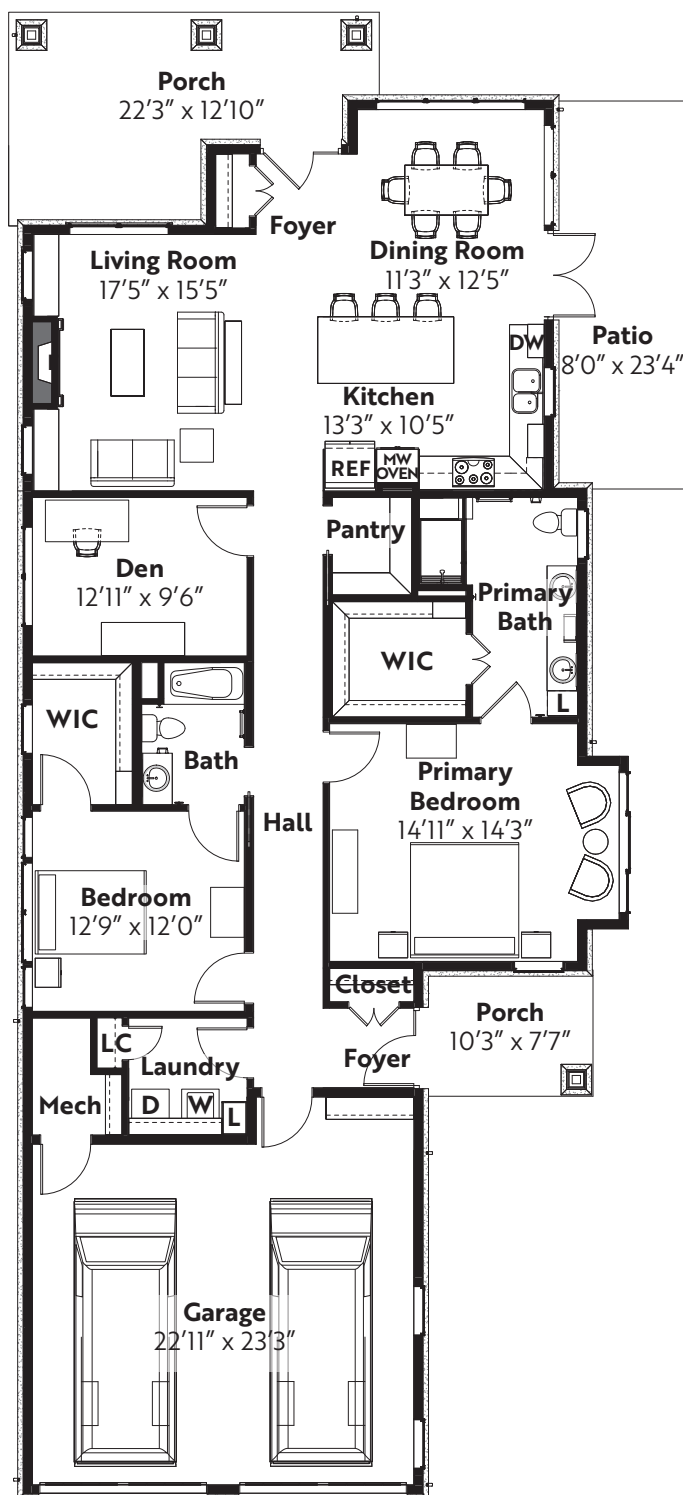 Porch
22’3” x 12’10”
Foyer
Living Room
17’5” x 15’5”
Dining Room
11’3” x 12’5”
Patio
8’0” x 23’4”
DW
Kitchen
13’3” x 10’5”
REF
MW
OVEN
Pantry
Den
12’11” x 9’6”
Primary
Bath
WIC
L
WIC
Bath
Primary
Bedroom
14’11” x 14’3”
Hall
Bedroom
12’9” x 12’0”
Closet
Porch
10’3” x 7’7”
Foyer
LC
Laundry
Mech
D
W
L
Garage
22’11” x 23’3”